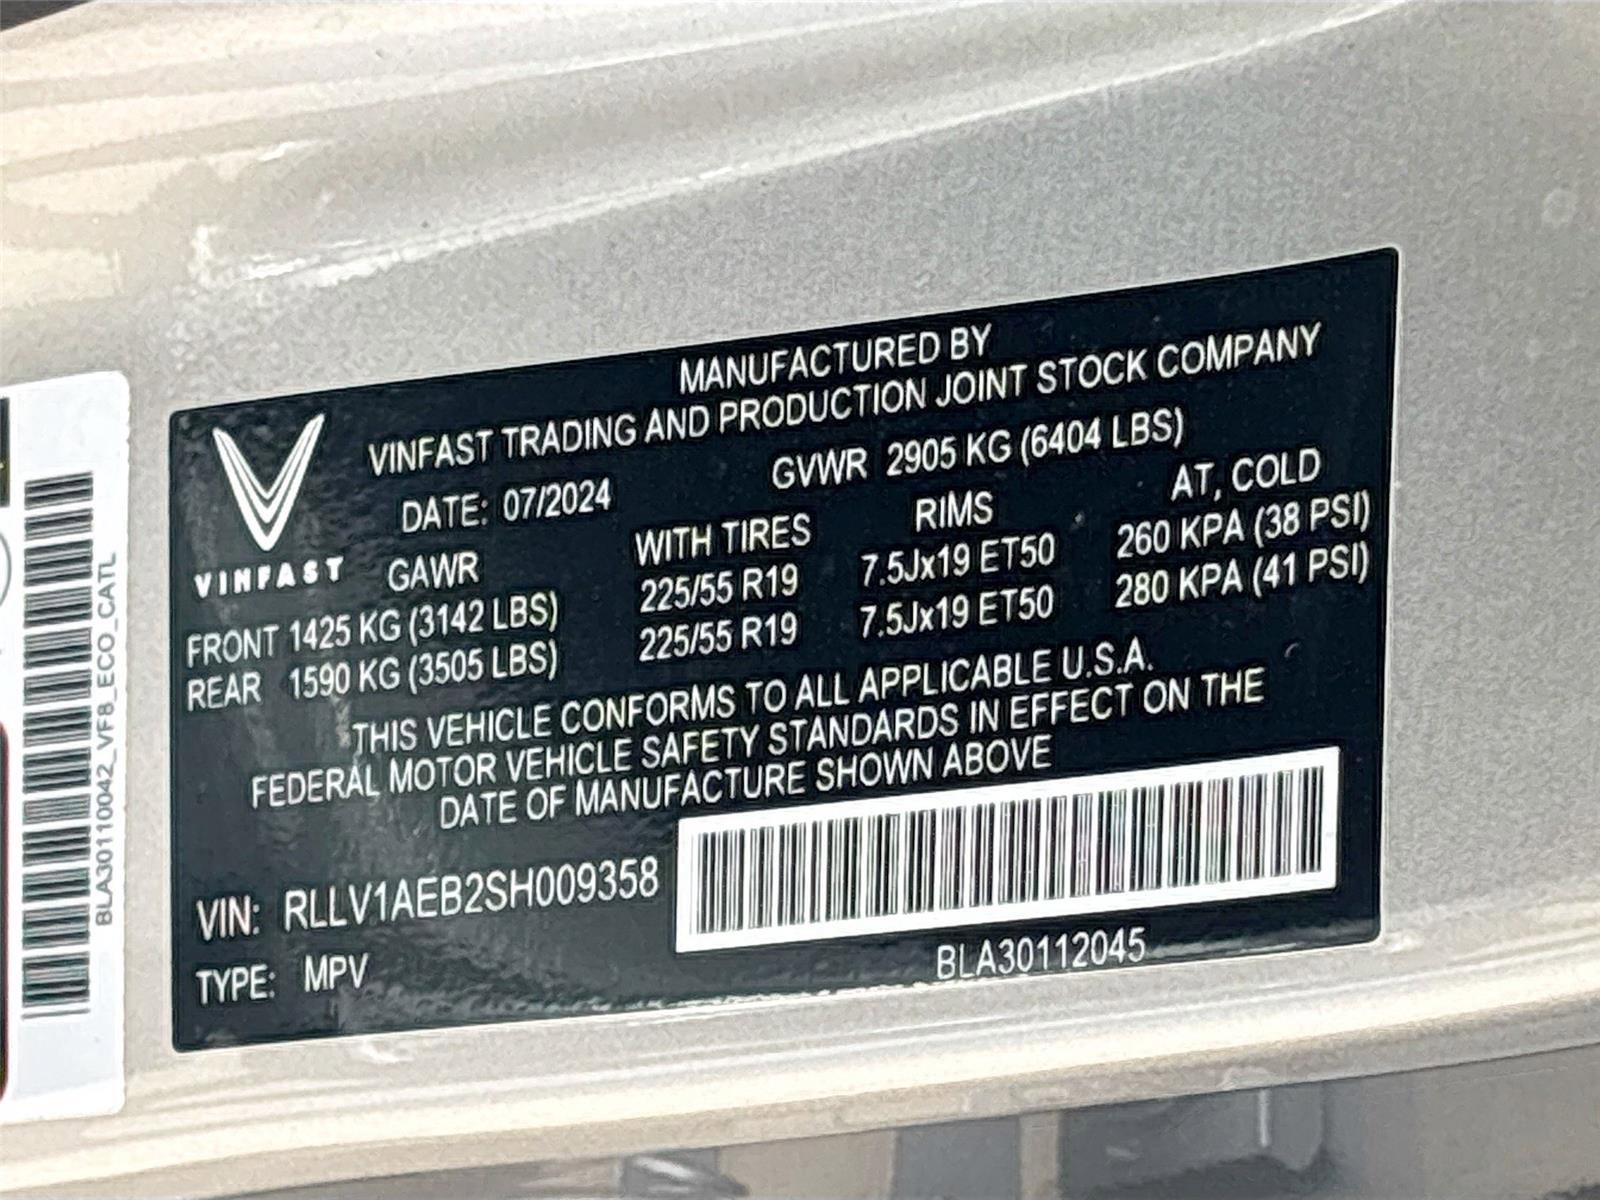 MANUFACTURED BY
VINFAST TRADING AND PRODUCTION JOINT STOCK COMPANY
DATE: 07/2024 GVWR 2905 KG (6404 LBS)
VINFAST
GAWR WITH TIRES RIMS AT, COLD
FRONT 1425 KG (3142 LBS) 225/55 R19 7.5Jx19 ET50 260 KPA (38 PSI)
REAR 1590 KG (3505 LBS) 225/55 R19 7.5Jx19 ET50 280 KPA (41 PSI)
THIS VEHICLE CONFORMS TO ALL APPLICABLE U.S.A.
FEDERAL MOTOR VEHICLE SAFETY STANDARDS IN EFFECT ON THE
DATE OF MANUFACTURE SHOWN ABOVE
VIN: RLLV1AEB2SH009358
TYPE: MPV
BLA30112045
BLA30110042_VF8_ECO_CATL